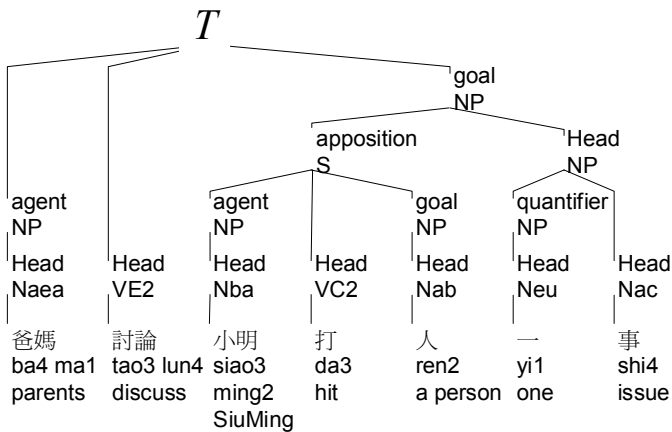 T
goal
NP
apposition Head
S NP
agent agent goal quantifier
NP NP NP NP
Head Head Head Head Head Head Head
Naea VE2 Nba VC2 Nab Neu Nac
爸媽 討論 小明 打 人 一 事
ba4 ma1 tao3 lun4 siao3 da3 ren2 yi1 shi4
parents discuss ming2 hit a person one issue
SiuMing